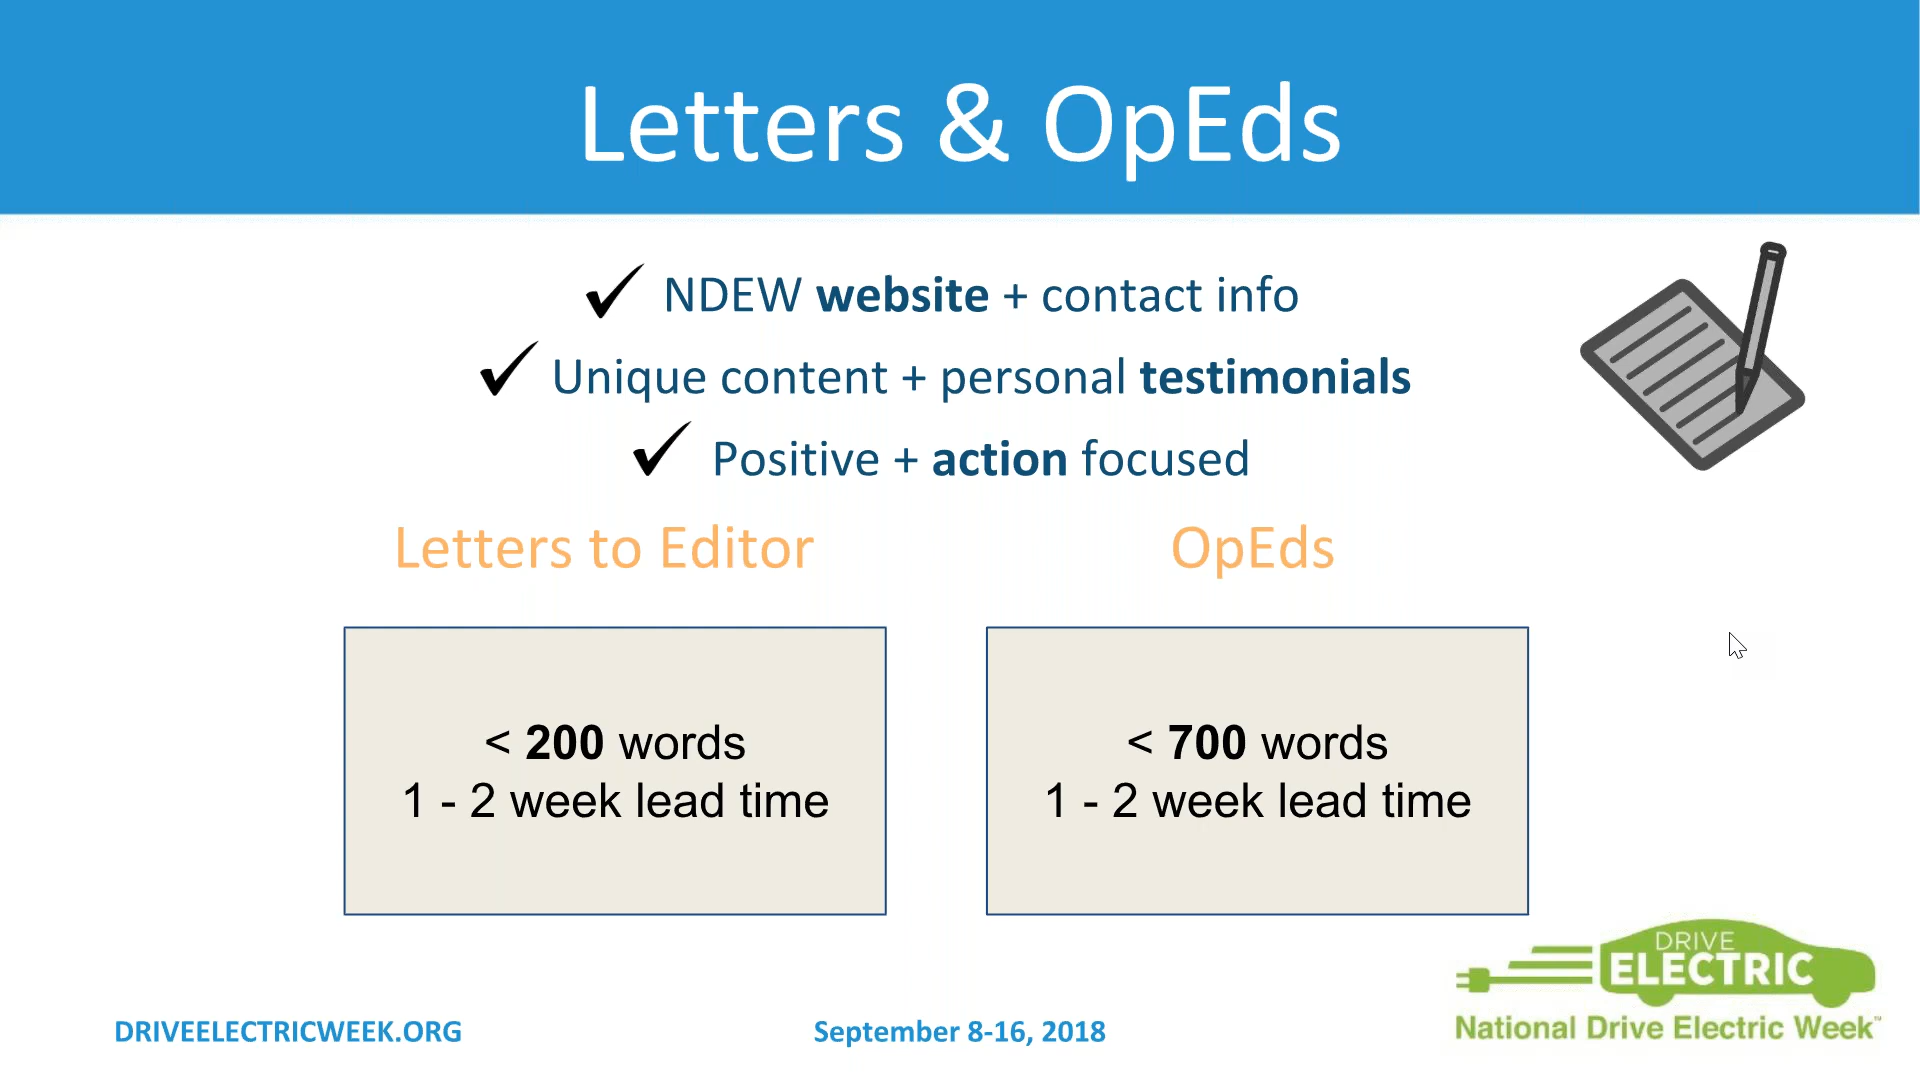 Letters & OpEds
NDEW website + contact info
Unique content + personal testimonials
Positive + action focused
Letters to Editor
OpEds
< 200 words
1 - 2 week lead time
< 700 words
1 - 2 week lead time
DRIVE
ELECTRIC
National Drive Electric Week™
DRIVEELECTRICWEEK.ORG
September 8-16, 2018